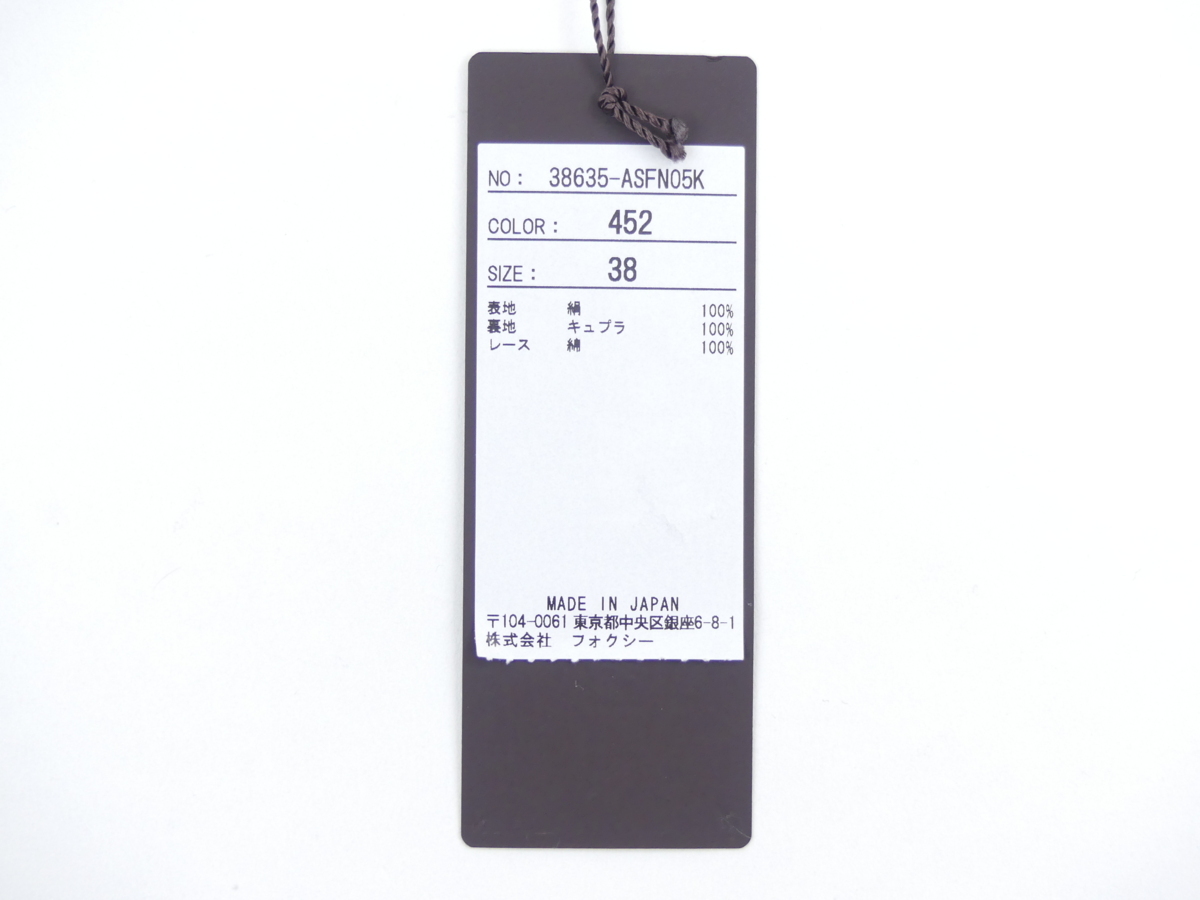 NO： 38635-ASFN05K
COLOR： 452
SIZE： 38
表地 絹 100%
裏地 キュプラ 100%
レース 綿 100%
MADE IN JAPAN
〒104-0061 東京都中央区銀座6-8-1
株式会社 フォクシー